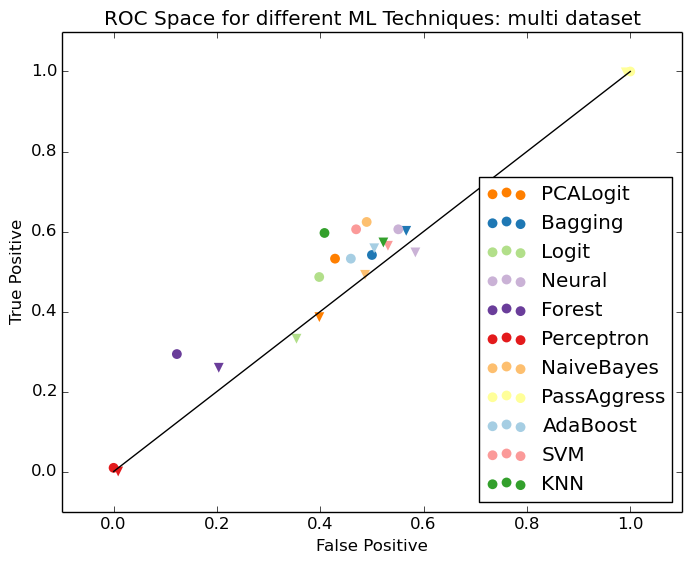 ROC Space for different ML Techniques: multi dataset
True Positive
1.0
0.8
0.6
0.4
0.2
0.0
0.0 0.2 0.4 0.6 0.8 1.0
False Positive
PCALogit
Bagging
Logit
Neural
Forest
Perceptron
NaiveBayes
PassAggress
AdaBoost
SVM
KNN